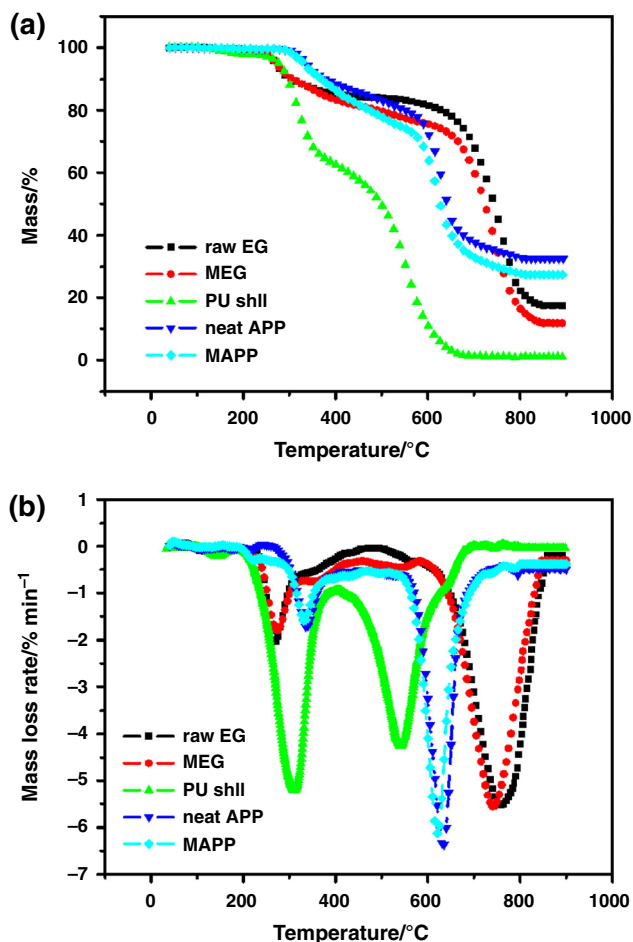 (a)
100
80
60
40
20
0
Mass/%
raw EG
MEG
PU shll
neat APP
MAPP
0 200 400 600 800 1000
Temperature/°C
(b)
1
0
−1
−2
−3
−4
−5
−6
−7
Mass loss rate/% min⁻¹
raw EG
MEG
PU shll
neat APP
MAPP
0 200 400 600 800 1000
Temperature/°C